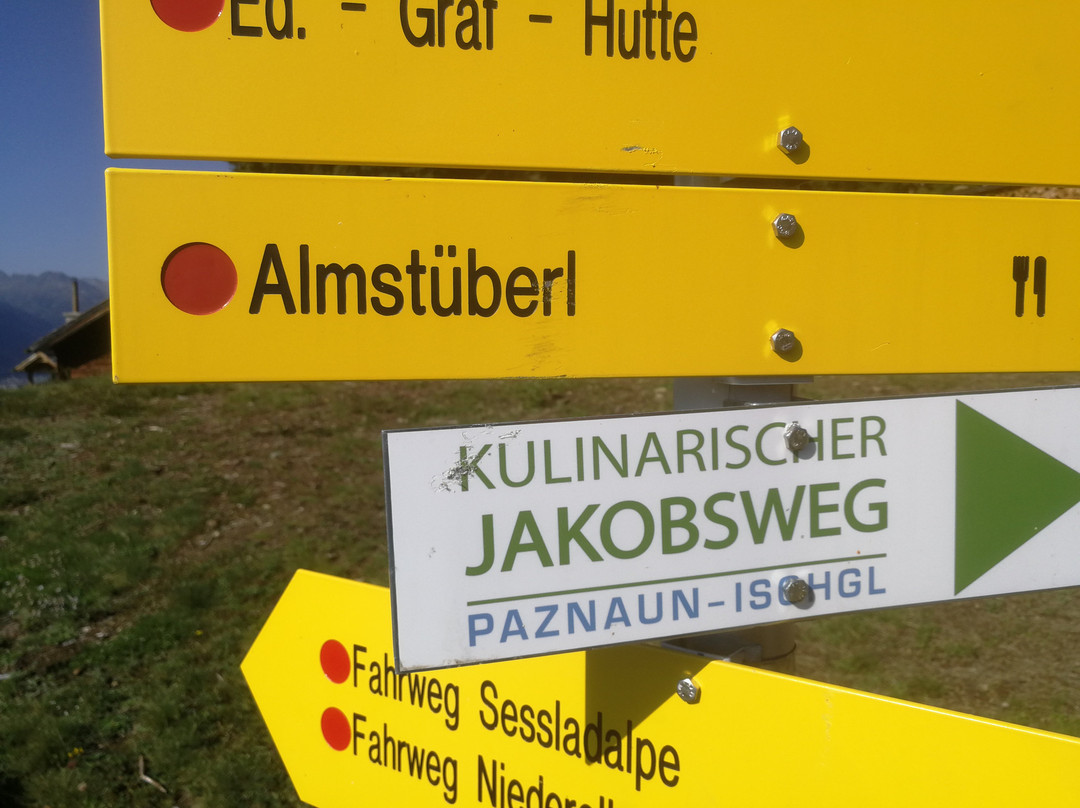 Ed. - Graf - Hütte
Almstüberl
KULINARISCHER
JAKOBSWEG
PAZNAUN-ISCHGL
Fahrweg Sessladalpe
Fahrweg